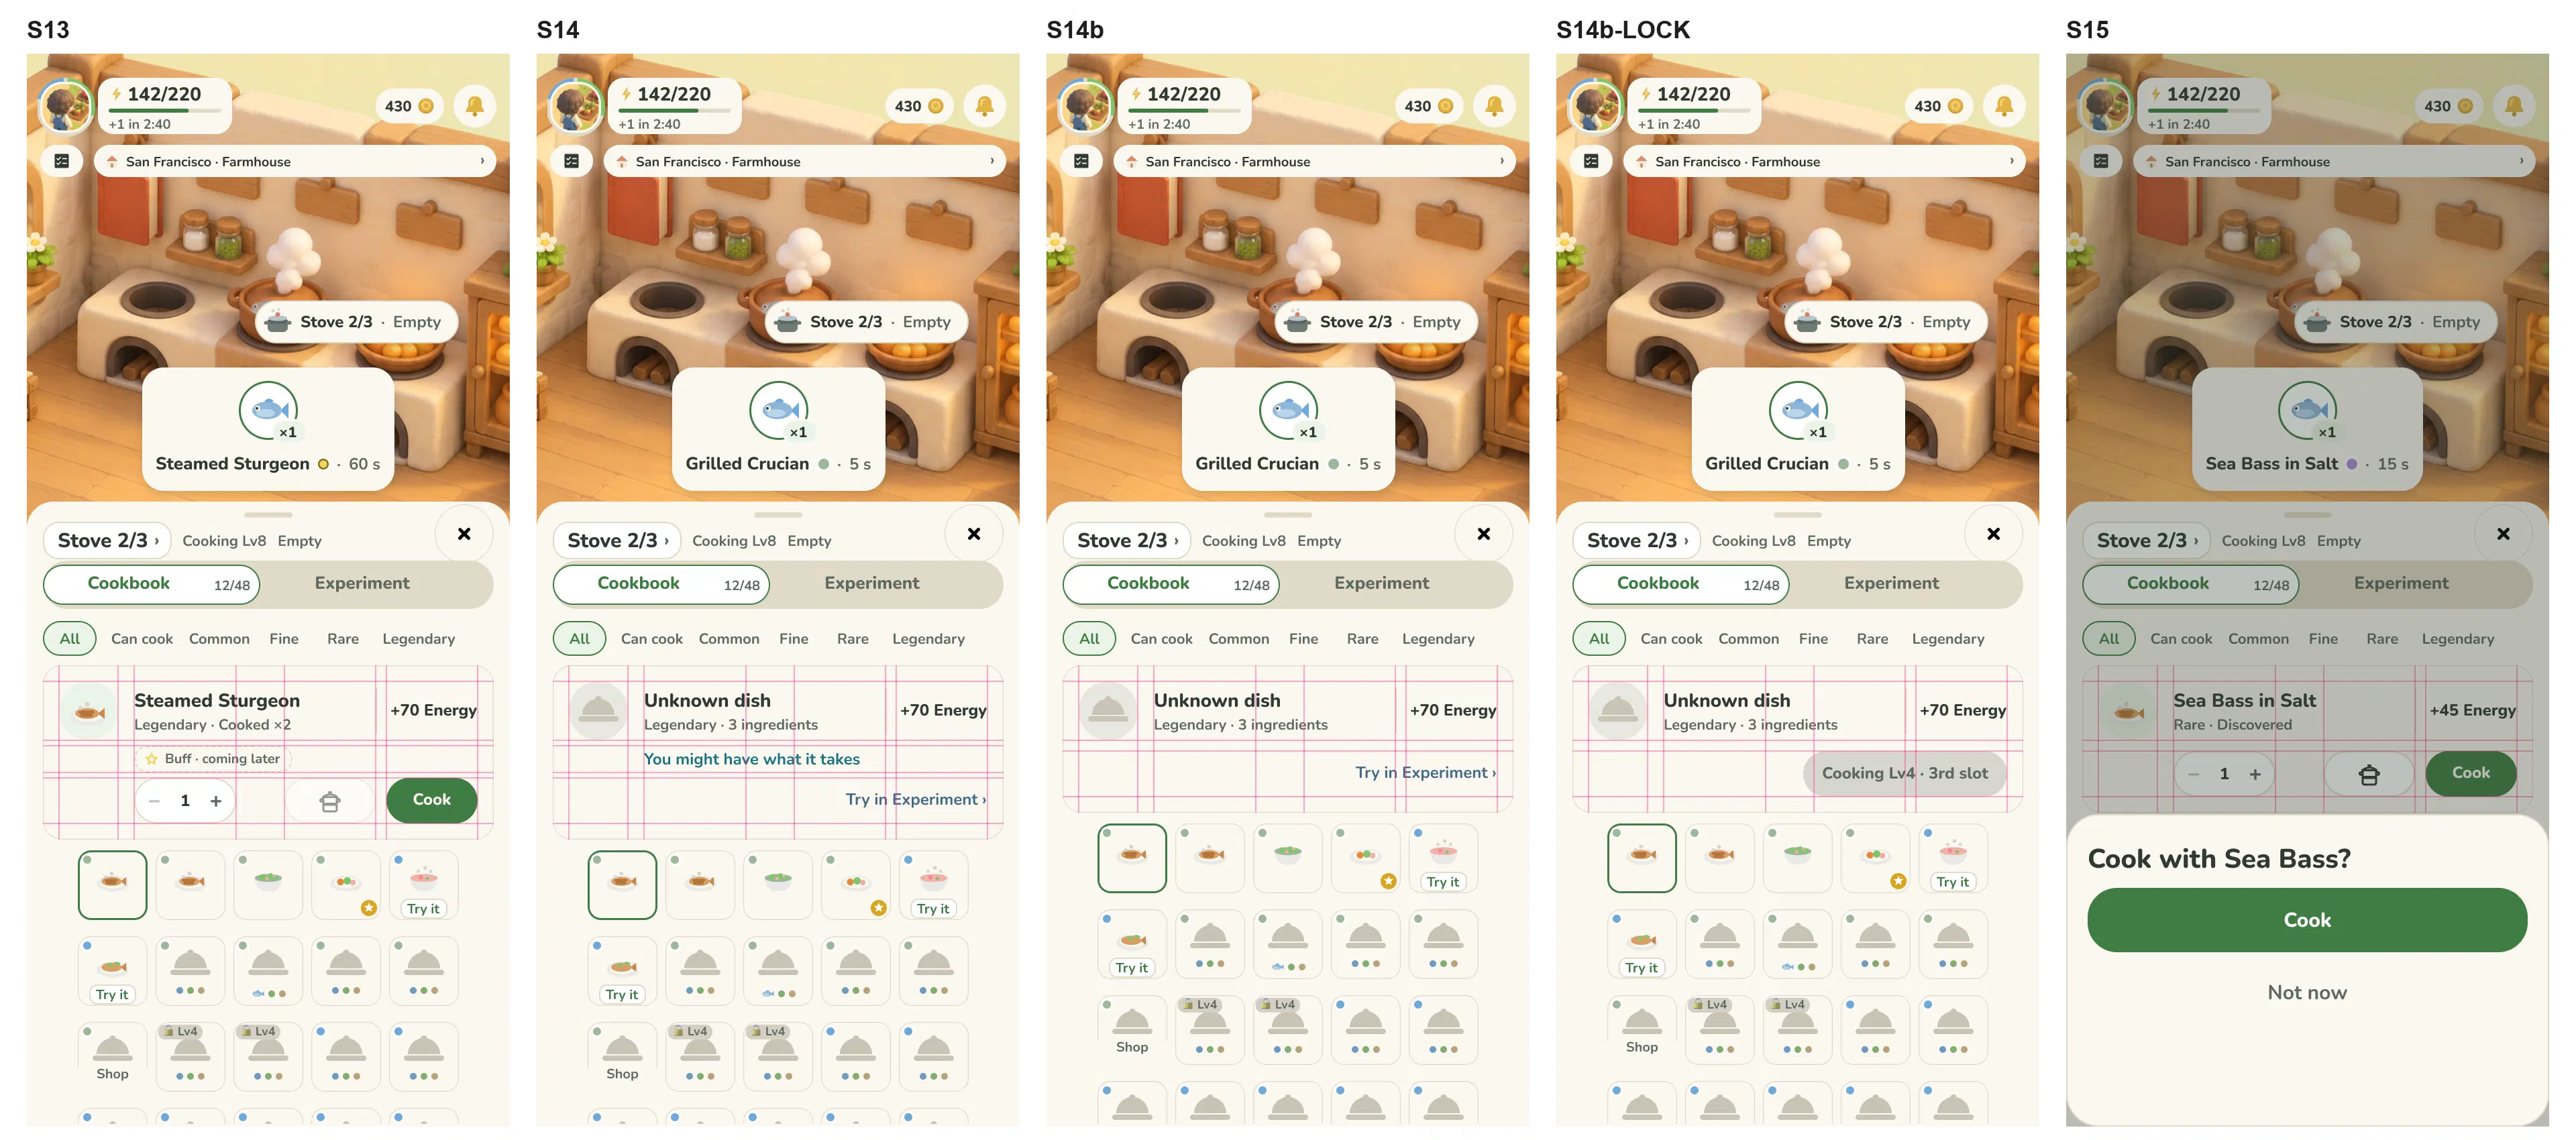 S13
142/220
+1 in 2:40
430
San Francisco · Farmhouse ›
Stove 2/3 · Empty
×1
Steamed Sturgeon · 60 s
Stove 2/3 › Cooking Lv8 Empty
Cookbook 12/48 Experiment
All Can cook Common Fine Rare Legendary
Steamed Sturgeon
Legendary · Cooked ×2
+70 Energy
Buff · coming later
− 1 + Cook
Try it
Try it
Shop Lv4 Lv4
S14
142/220
+1 in 2:40
430
San Francisco · Farmhouse ›
Stove 2/3 · Empty
×1
Grilled Crucian · 5 s
Stove 2/3 › Cooking Lv8 Empty
Cookbook 12/48 Experiment
All Can cook Common Fine Rare Legendary
Unknown dish
Legendary · 3 ingredients
+70 Energy
You might have what it takes
Try in Experiment ›
Try it
Try it
Shop Lv4 Lv4
S14b
142/220
+1 in 2:40
430
San Francisco · Farmhouse ›
Stove 2/3 · Empty
×1
Grilled Crucian · 5 s
Stove 2/3 › Cooking Lv8 Empty
Cookbook 12/48 Experiment
All Can cook Common Fine Rare Legendary
Unknown dish
Legendary · 3 ingredients
+70 Energy
Try in Experiment ›
Try it
Try it
Shop Lv4 Lv4
S14b-LOCK
142/220
+1 in 2:40
430
San Francisco · Farmhouse ›
Stove 2/3 · Empty
×1
Grilled Crucian · 5 s
Stove 2/3 › Cooking Lv8 Empty
Cookbook 12/48 Experiment
All Can cook Common Fine Rare Legendary
Unknown dish
Legendary · 3 ingredients
+70 Energy
Cooking Lv4 · 3rd slot
Try it
Try it
Shop Lv4 Lv4
S15
142/220
+1 in 2:40
430
San Francisco · Farmhouse ›
Stove 2/3 · Empty
×1
Sea Bass in Salt · 15 s
Stove 2/3 › Cooking Lv8 Empty
Cookbook 12/48 Experiment
All Can cook Common Fine Rare Legendary
Sea Bass in Salt
Rare · Discovered
+45 Energy
− 1 + Cook
Cook with Sea Bass?
Cook
Not now